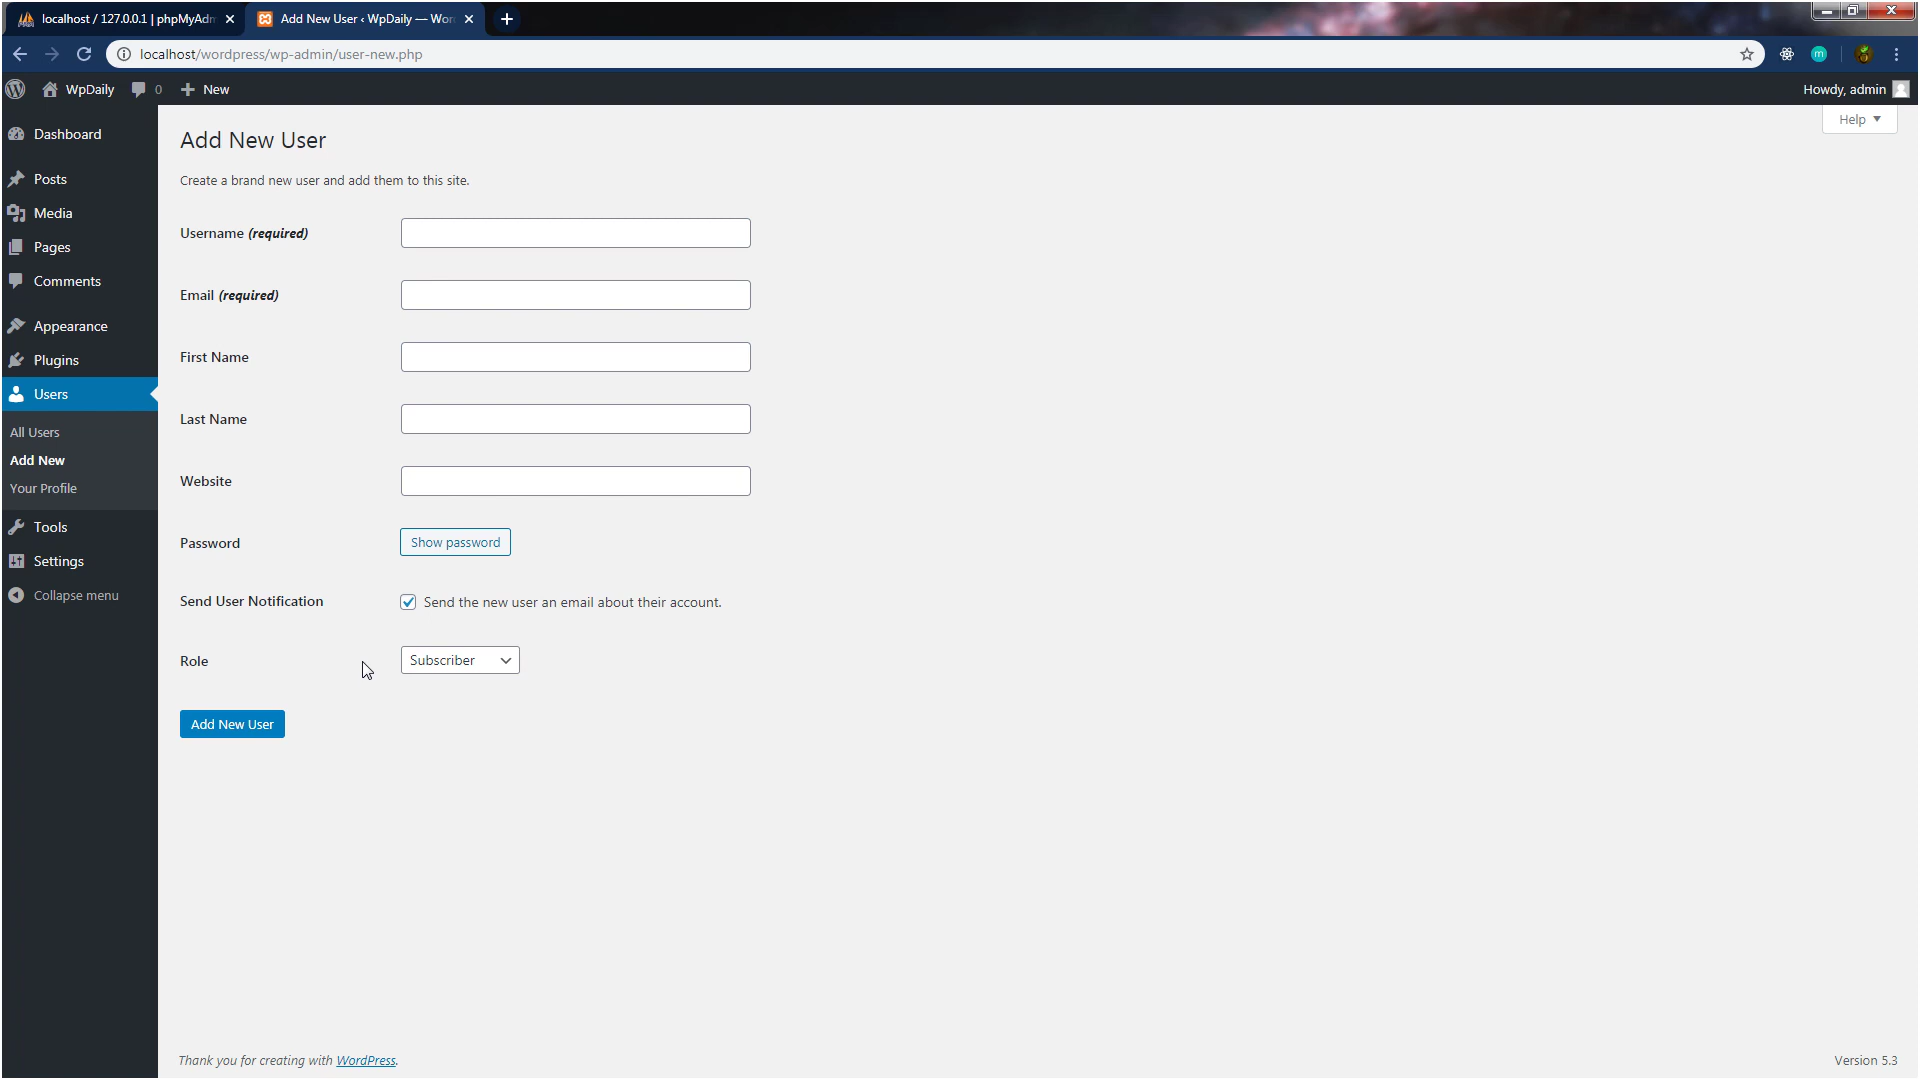 localhost / 127.0.0.1 | phpMyAdm
Add New User ‹ WpDaily — Wor
localhost/wordpress/wp-admin/user-new.php
m
WpDaily 0 New
Howdy, admin
Dashboard
Posts
Media
Pages
Comments
Appearance
Plugins
Users
All Users
Add New
Your Profile
Tools
Settings
Collapse menu
Help
Add New User
Create a brand new user and add them to this site.
Username (required)
Email (required)
First Name
Last Name
Website
Password Show password
Send User Notification Send the new user an email about their account.
Role Subscriber
Add New User
Thank you for creating with WordPress.
Version 5.3